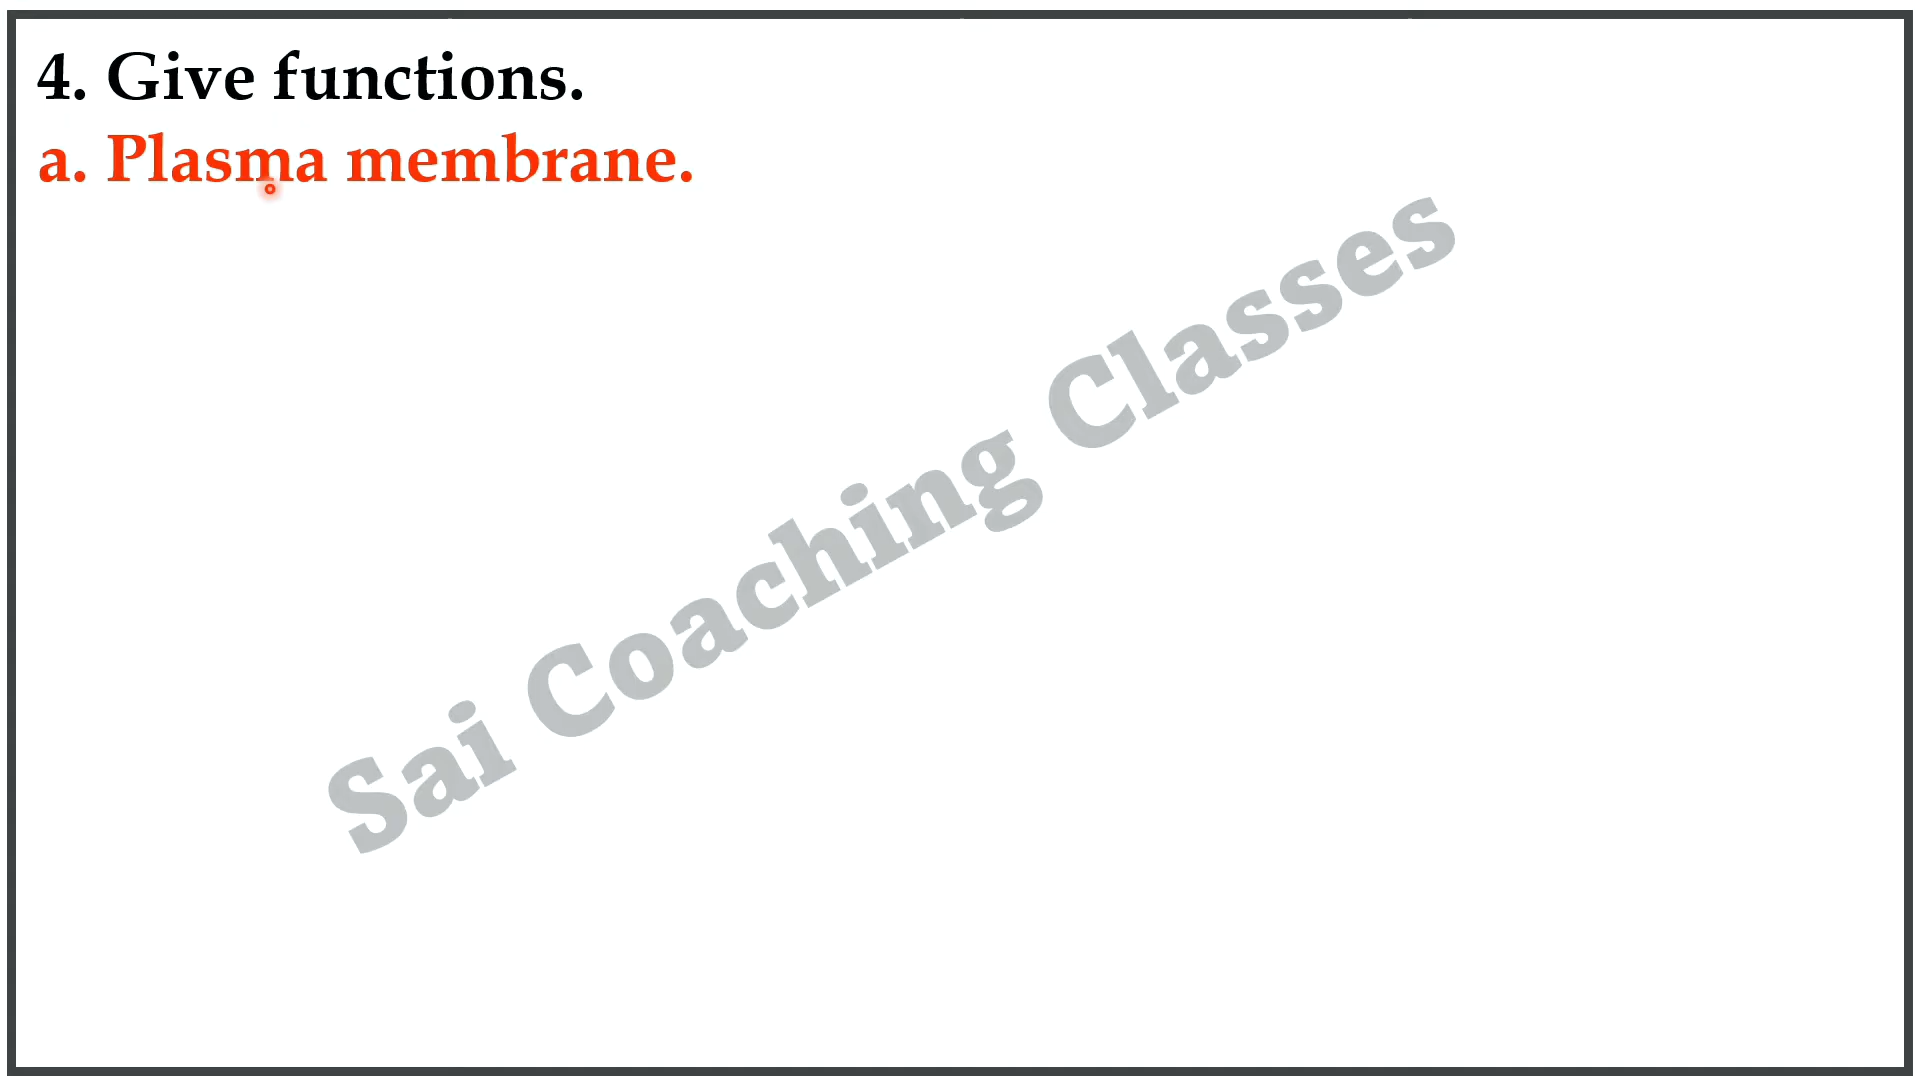 4. Give functions.
a. Plasma membrane.
Sai Coaching Classes